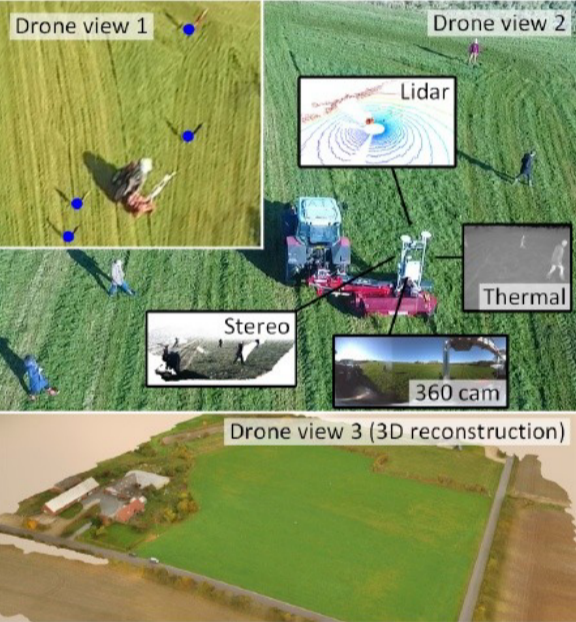 Drone view 1
Drone view 2
Lidar
Thermal
Stereo
360 cam
Drone view 3 (3D reconstruction)